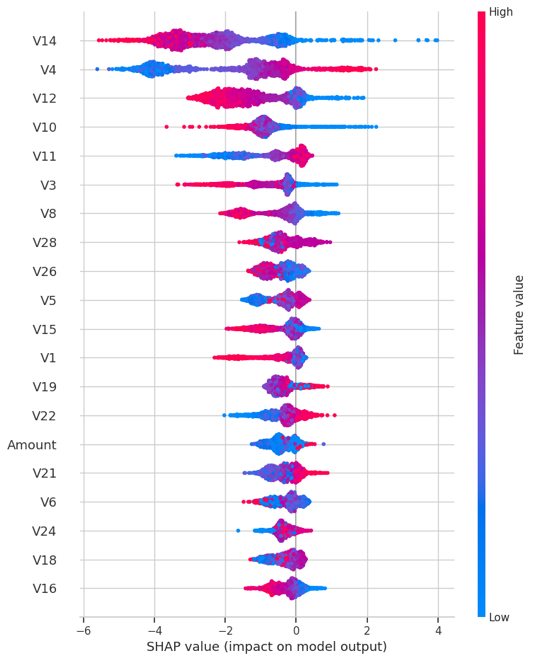 High
V14
V4
V12
V10
V11
V3
V8
V28
V26
V5
V15
V1
V19
V22
Amount
V21
V6
V24
V18
V16
Feature value
Low
−6 −4 −2 0 2 4
SHAP value (impact on model output)